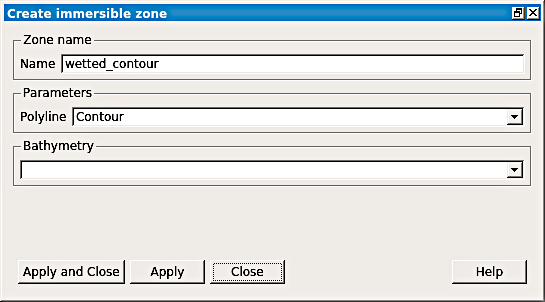 Create immersible zone
Zone name
Name wetted_contour
Parameters
Polyline Contour
Bathymetry
Apply and Close Apply Close Help